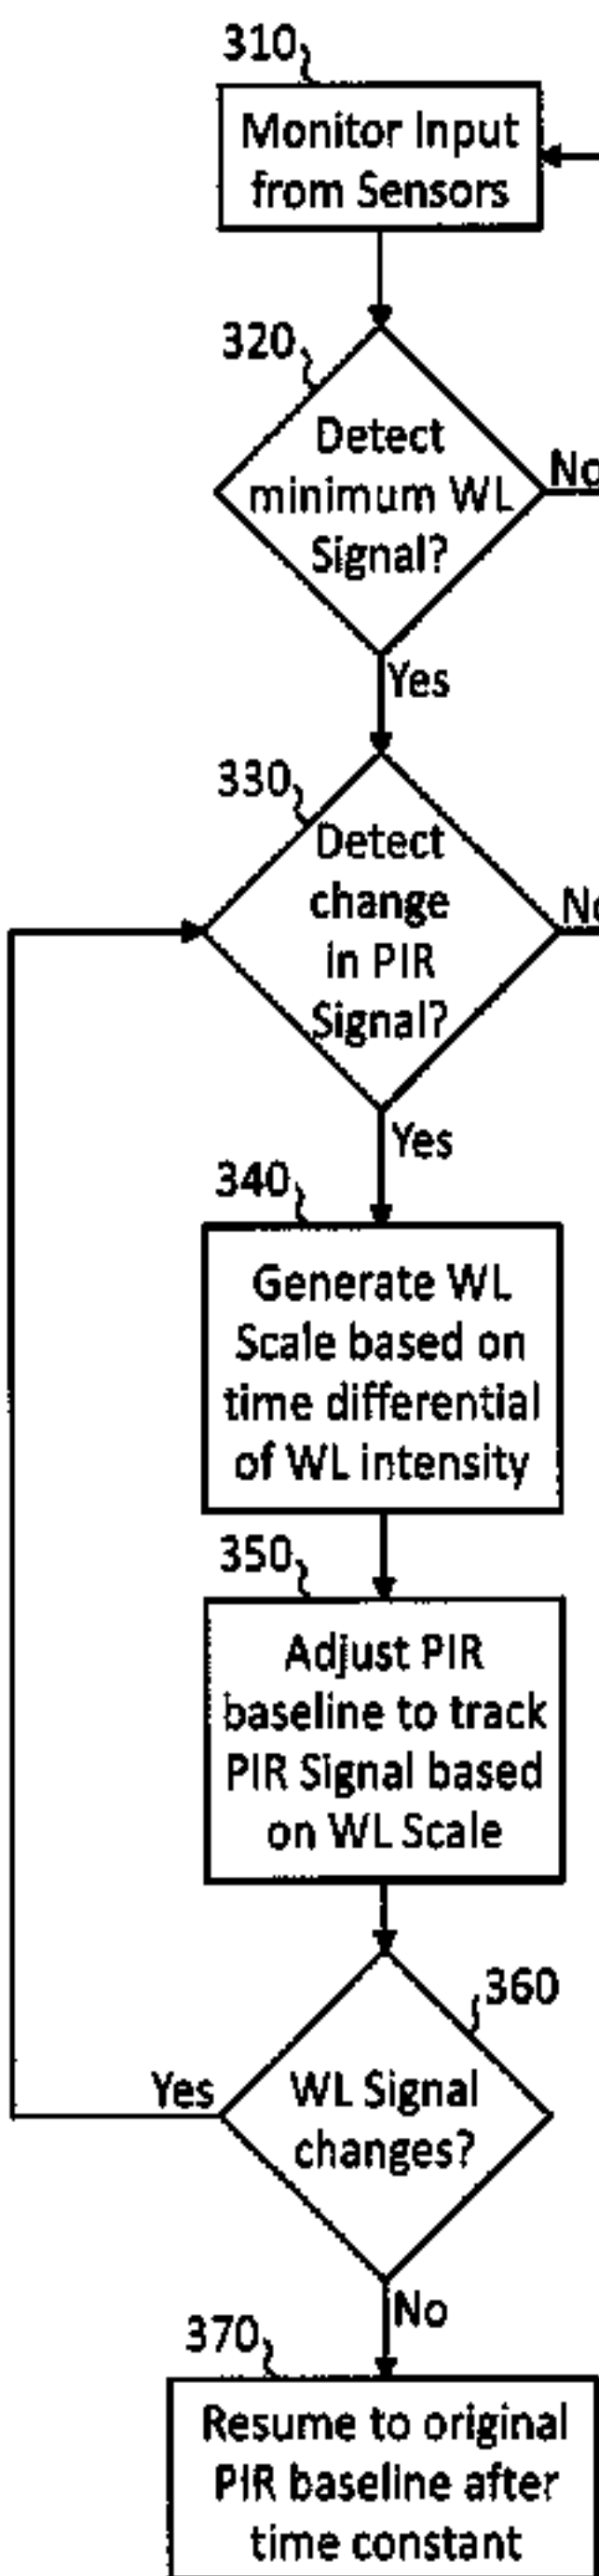 310
Monitor Input
from Sensors
320
Detect
minimum WL
Signal?
No
Yes
330
Detect
change
in PIR
Signal?
No
Yes
340
Generate WL
Scale based on
time differential
of WL intensity
350
Adjust PIR
baseline to track
PIR Signal based
on WL Scale
360
WL Signal
changes?
Yes
No
370
Resume to original
PIR baseline after
time constant